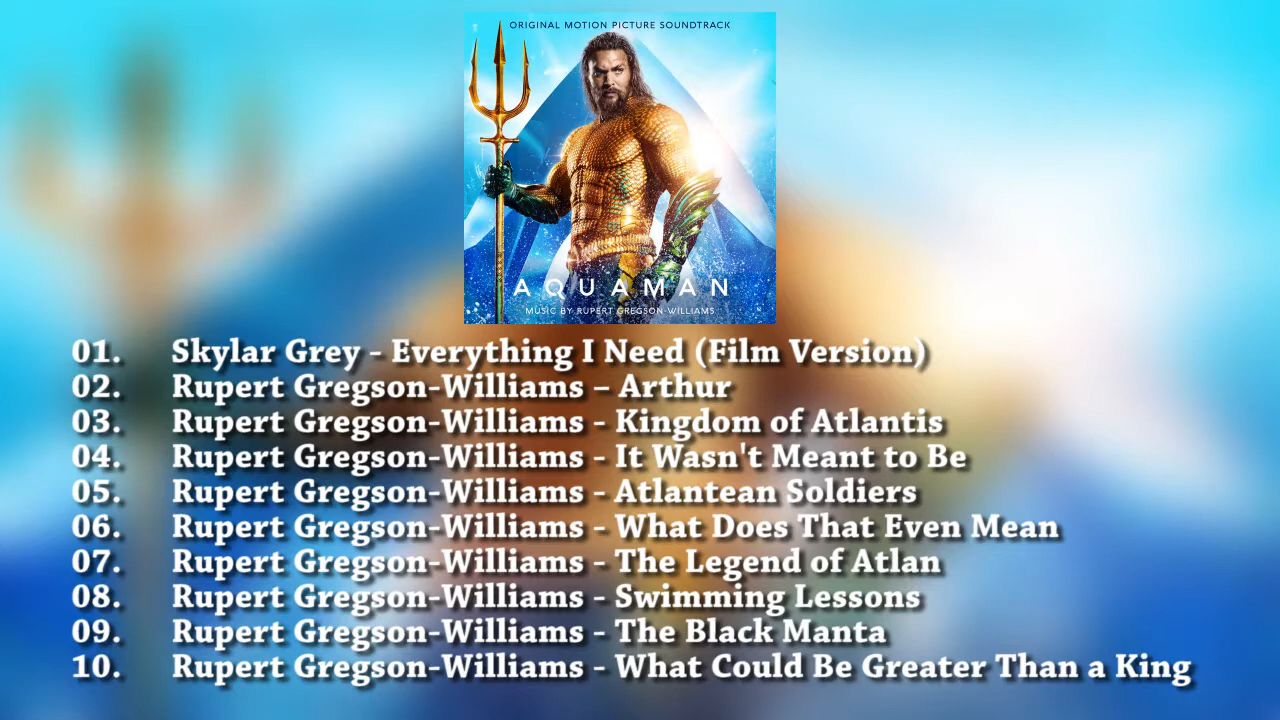 ORIGINAL MOTION PICTURE SOUNDTRACK
AQUAMAN
MUSIC BY RUPERT GREGSON-WILLIAMS
01. Skylar Grey - Everything I Need (Film Version)
02. Rupert Gregson-Williams – Arthur
03. Rupert Gregson-Williams - Kingdom of Atlantis
04. Rupert Gregson-Williams - It Wasn't Meant to Be
05. Rupert Gregson-Williams - Atlantean Soldiers
06. Rupert Gregson-Williams - What Does That Even Mean
07. Rupert Gregson-Williams - The Legend of Atlan
08. Rupert Gregson-Williams - Swimming Lessons
09. Rupert Gregson-Williams - The Black Manta
10. Rupert Gregson-Williams - What Could Be Greater Than a King